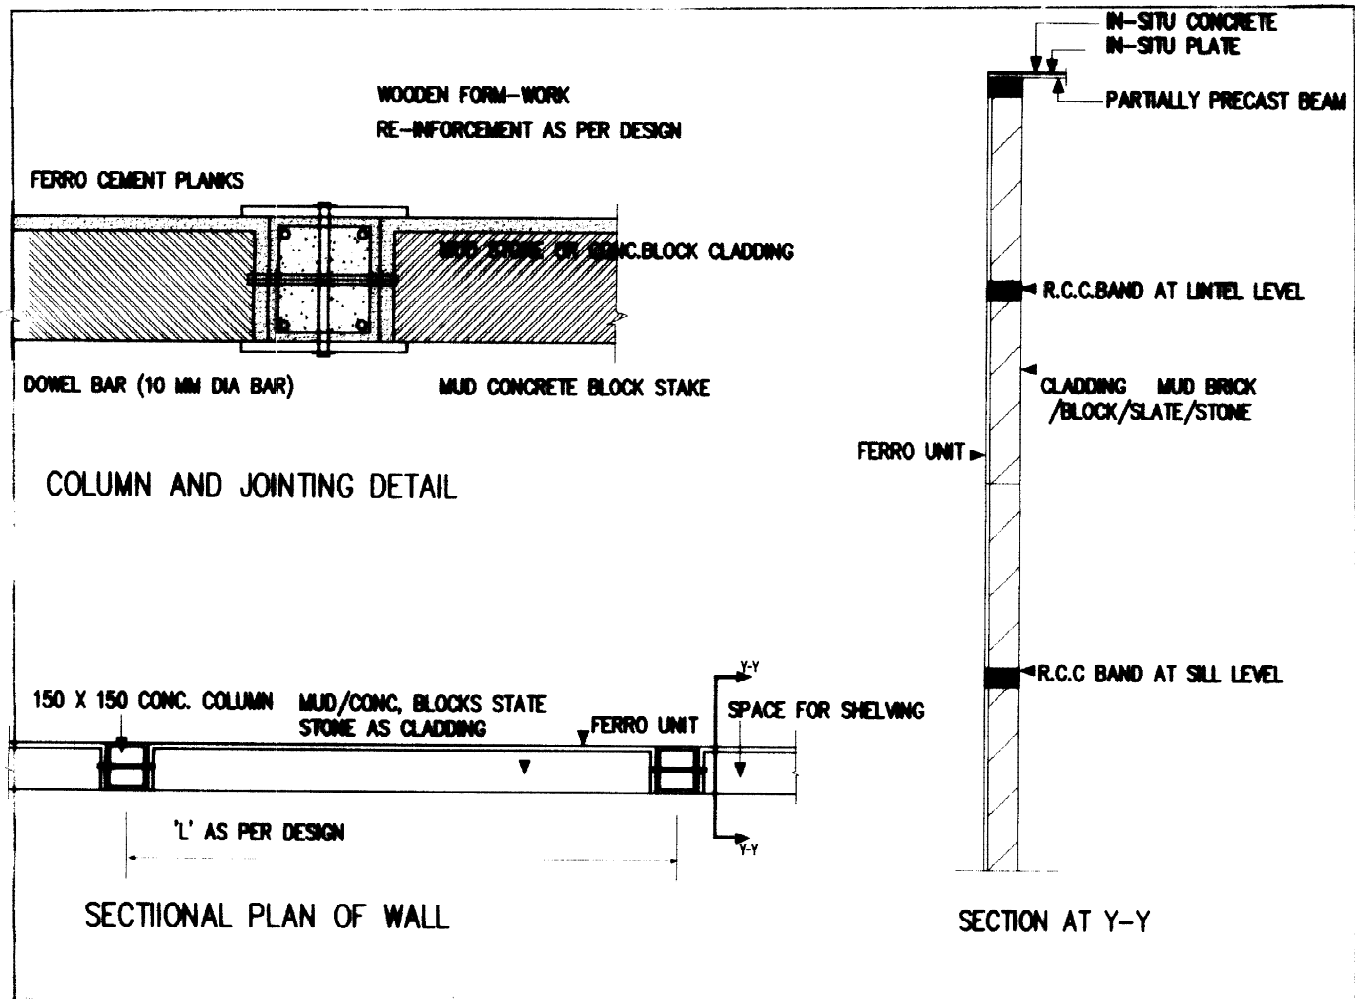 WOODEN FORM-WORK
RE-INFORCEMENT AS PER DESIGN
FERRO CEMENT PLANKS
MUD STONE OR CONC.BLOCK CLADDING
DOWEL BAR (10 MM DIA BAR)
MUD CONCRETE BLOCK STAKE
COLUMN AND JOINTING DETAIL
150 X 150 CONC. COLUMN
MUD/CONC, BLOCKS STATE
STONE AS CLADDING
FERRO UNIT
Y-Y
SPACE FOR SHELVING
'L' AS PER DESIGN
Y-Y
SECTIIONAL PLAN OF WALL
IN-SITU CONCRETE
IN-SITU PLATE
PARTIALLY PRECAST BEAM
R.C.C.BAND AT LINTEL LEVEL
CLADDING MUD BRICK
/BLOCK/SLATE/STONE
FERRO UNIT
R.C.C BAND AT SILL LEVEL
SECTION AT Y-Y